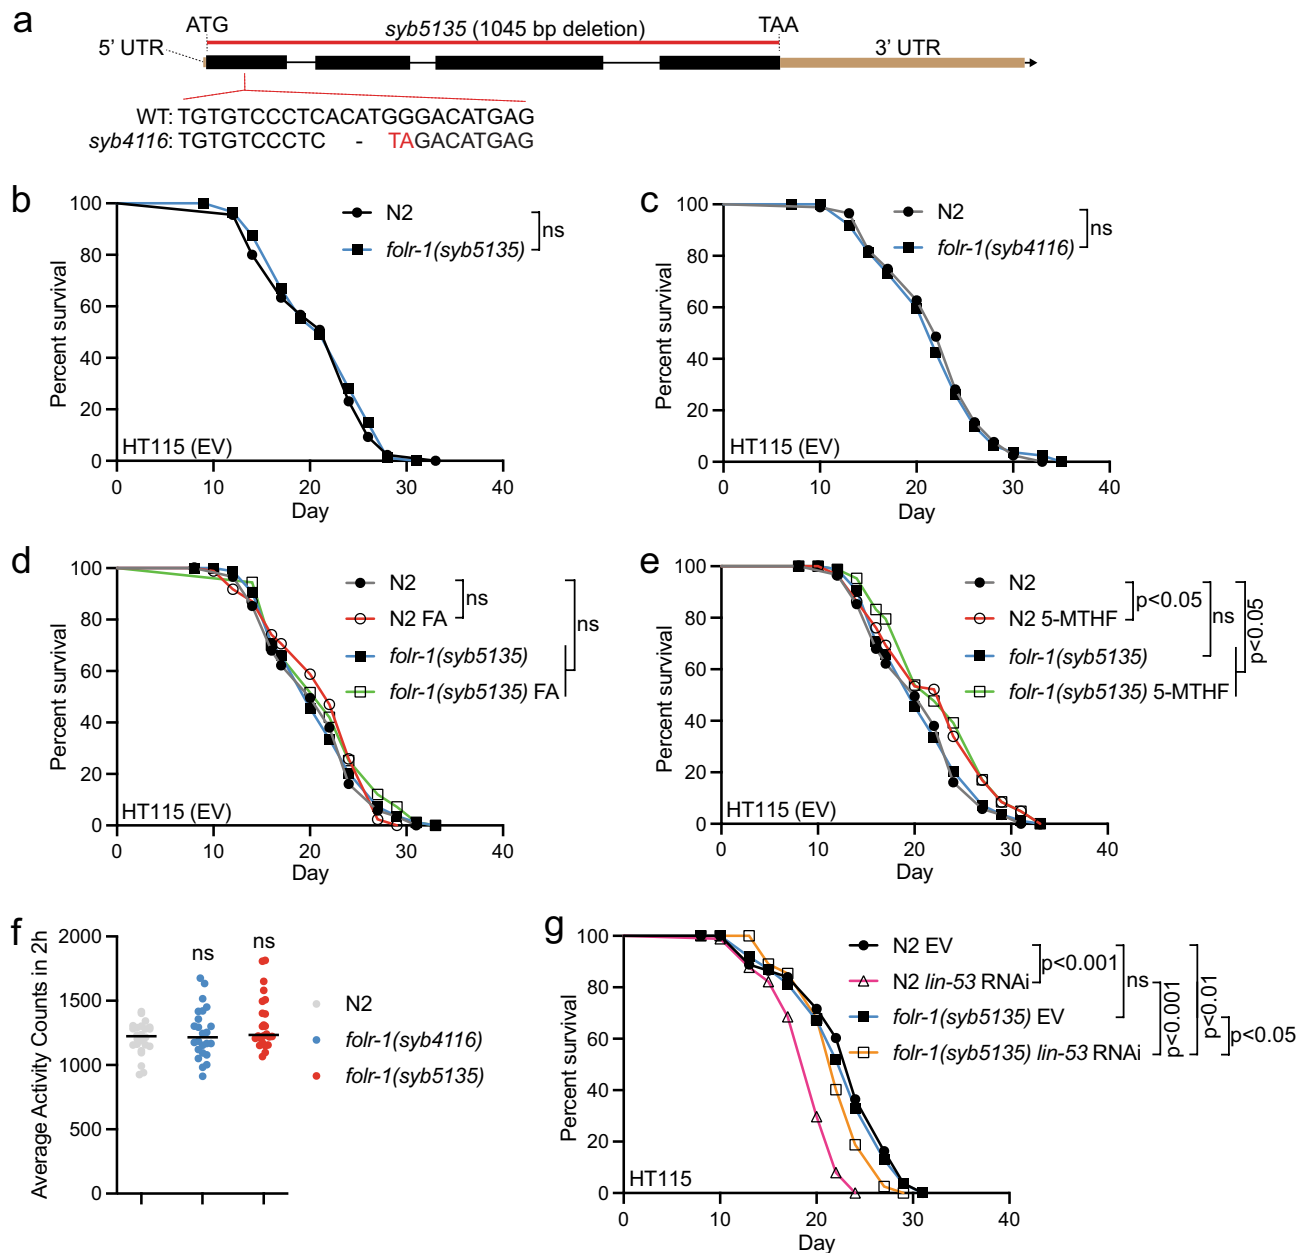 a
ATG
syb5135 (1045 bp deletion)
TAA
5' UTR
3' UTR
WT: TGTGTCCCTCACATGGGACATGAG
syb4116: TGTGTCCCTC - TAGACATGAG
b
100
80
60
40
20
0
Percent survival
N2
folr-1(syb5135)
ns
HT115 (EV)
0 10 20 30 40
Day
c
100
80
60
40
20
0
Percent survival
N2
folr-1(syb4116)
ns
HT115 (EV)
0 10 20 30 40
Day
d
100
80
60
40
20
0
Percent survival
N2
N2 FA
folr-1(syb5135)
folr-1(syb5135) FA
ns
ns
HT115 (EV)
0 10 20 30 40
Day
e
100
80
60
40
20
0
Percent survival
N2
N2 5-MTHF
folr-1(syb5135)
folr-1(syb5135) 5-MTHF
p<0.05
ns
p<0.05
HT115 (EV)
0 10 20 30 40
Day
f
2000
1500
1000
500
0
Average Activity Counts in 2h
ns
ns
N2
folr-1(syb4116)
folr-1(syb5135)
g
100
80
60
40
20
0
Percent survival
N2 EV
N2 lin-53 RNAi
folr-1(syb5135) EV
folr-1(syb5135) lin-53 RNAi
p<0.001
ns
p<0.001
p<0.01
p<0.05
HT115
0 10 20 30 40
Day